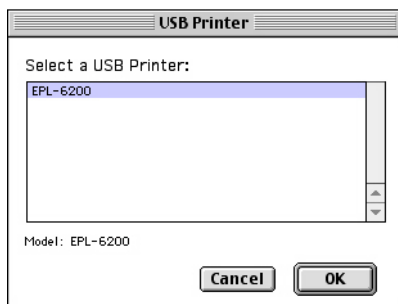 USB Printer
Select a USB Printer:
EPL-6200
Model: EPL-6200
Cancel OK